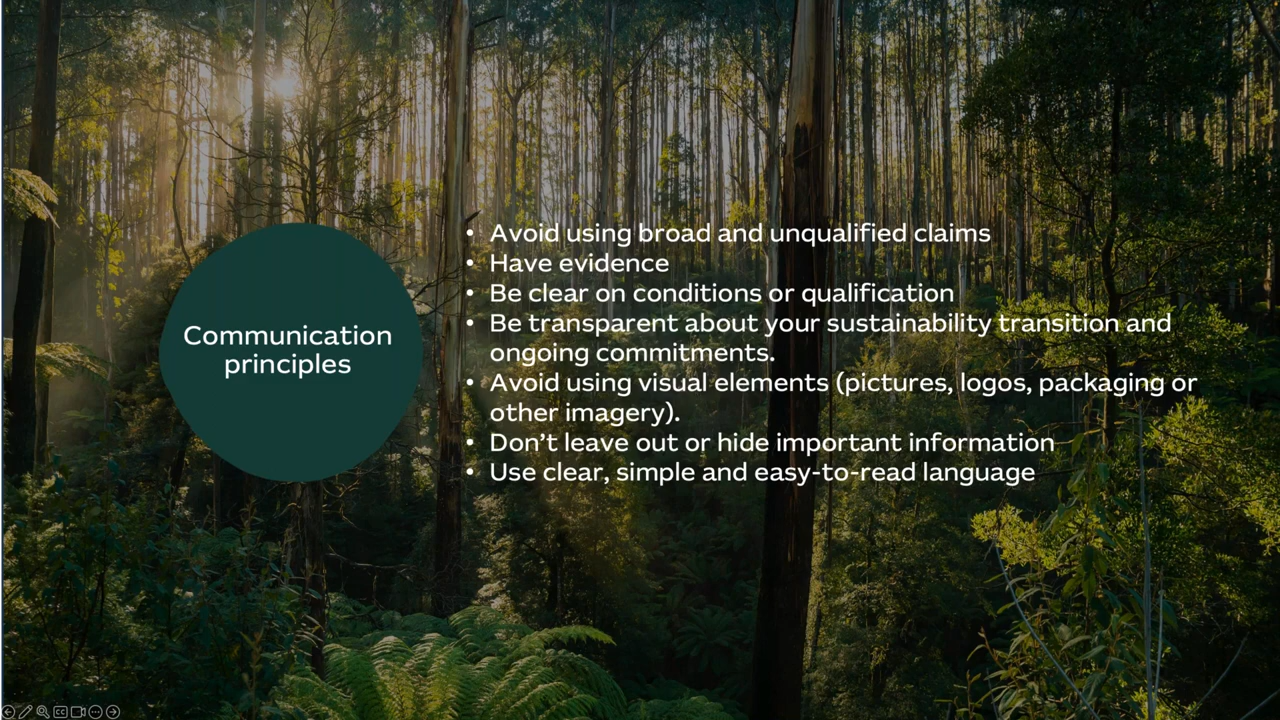 Communication
principles
• Avoid using broad and unqualified claims
• Have evidence
• Be clear on conditions or qualification
• Be transparent about your sustainability transition and
ongoing commitments.
• Avoid using visual elements (pictures, logos, packaging or
other imagery).
• Don’t leave out or hide important information
• Use clear, simple and easy-to-read language